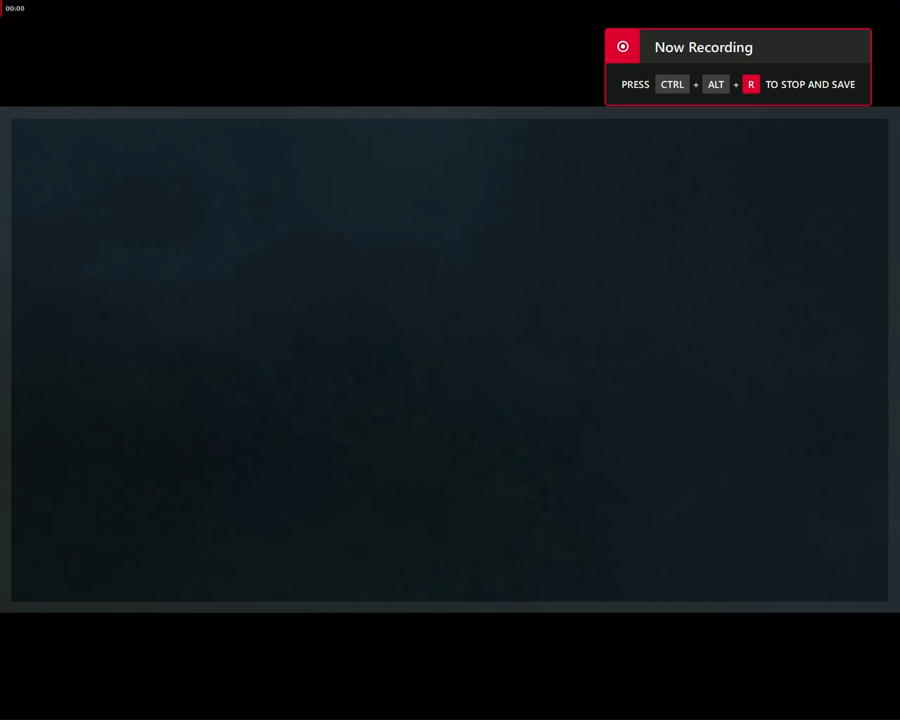 00:00
Now Recording
PRESS CTRL + ALT + R TO STOP AND SAVE